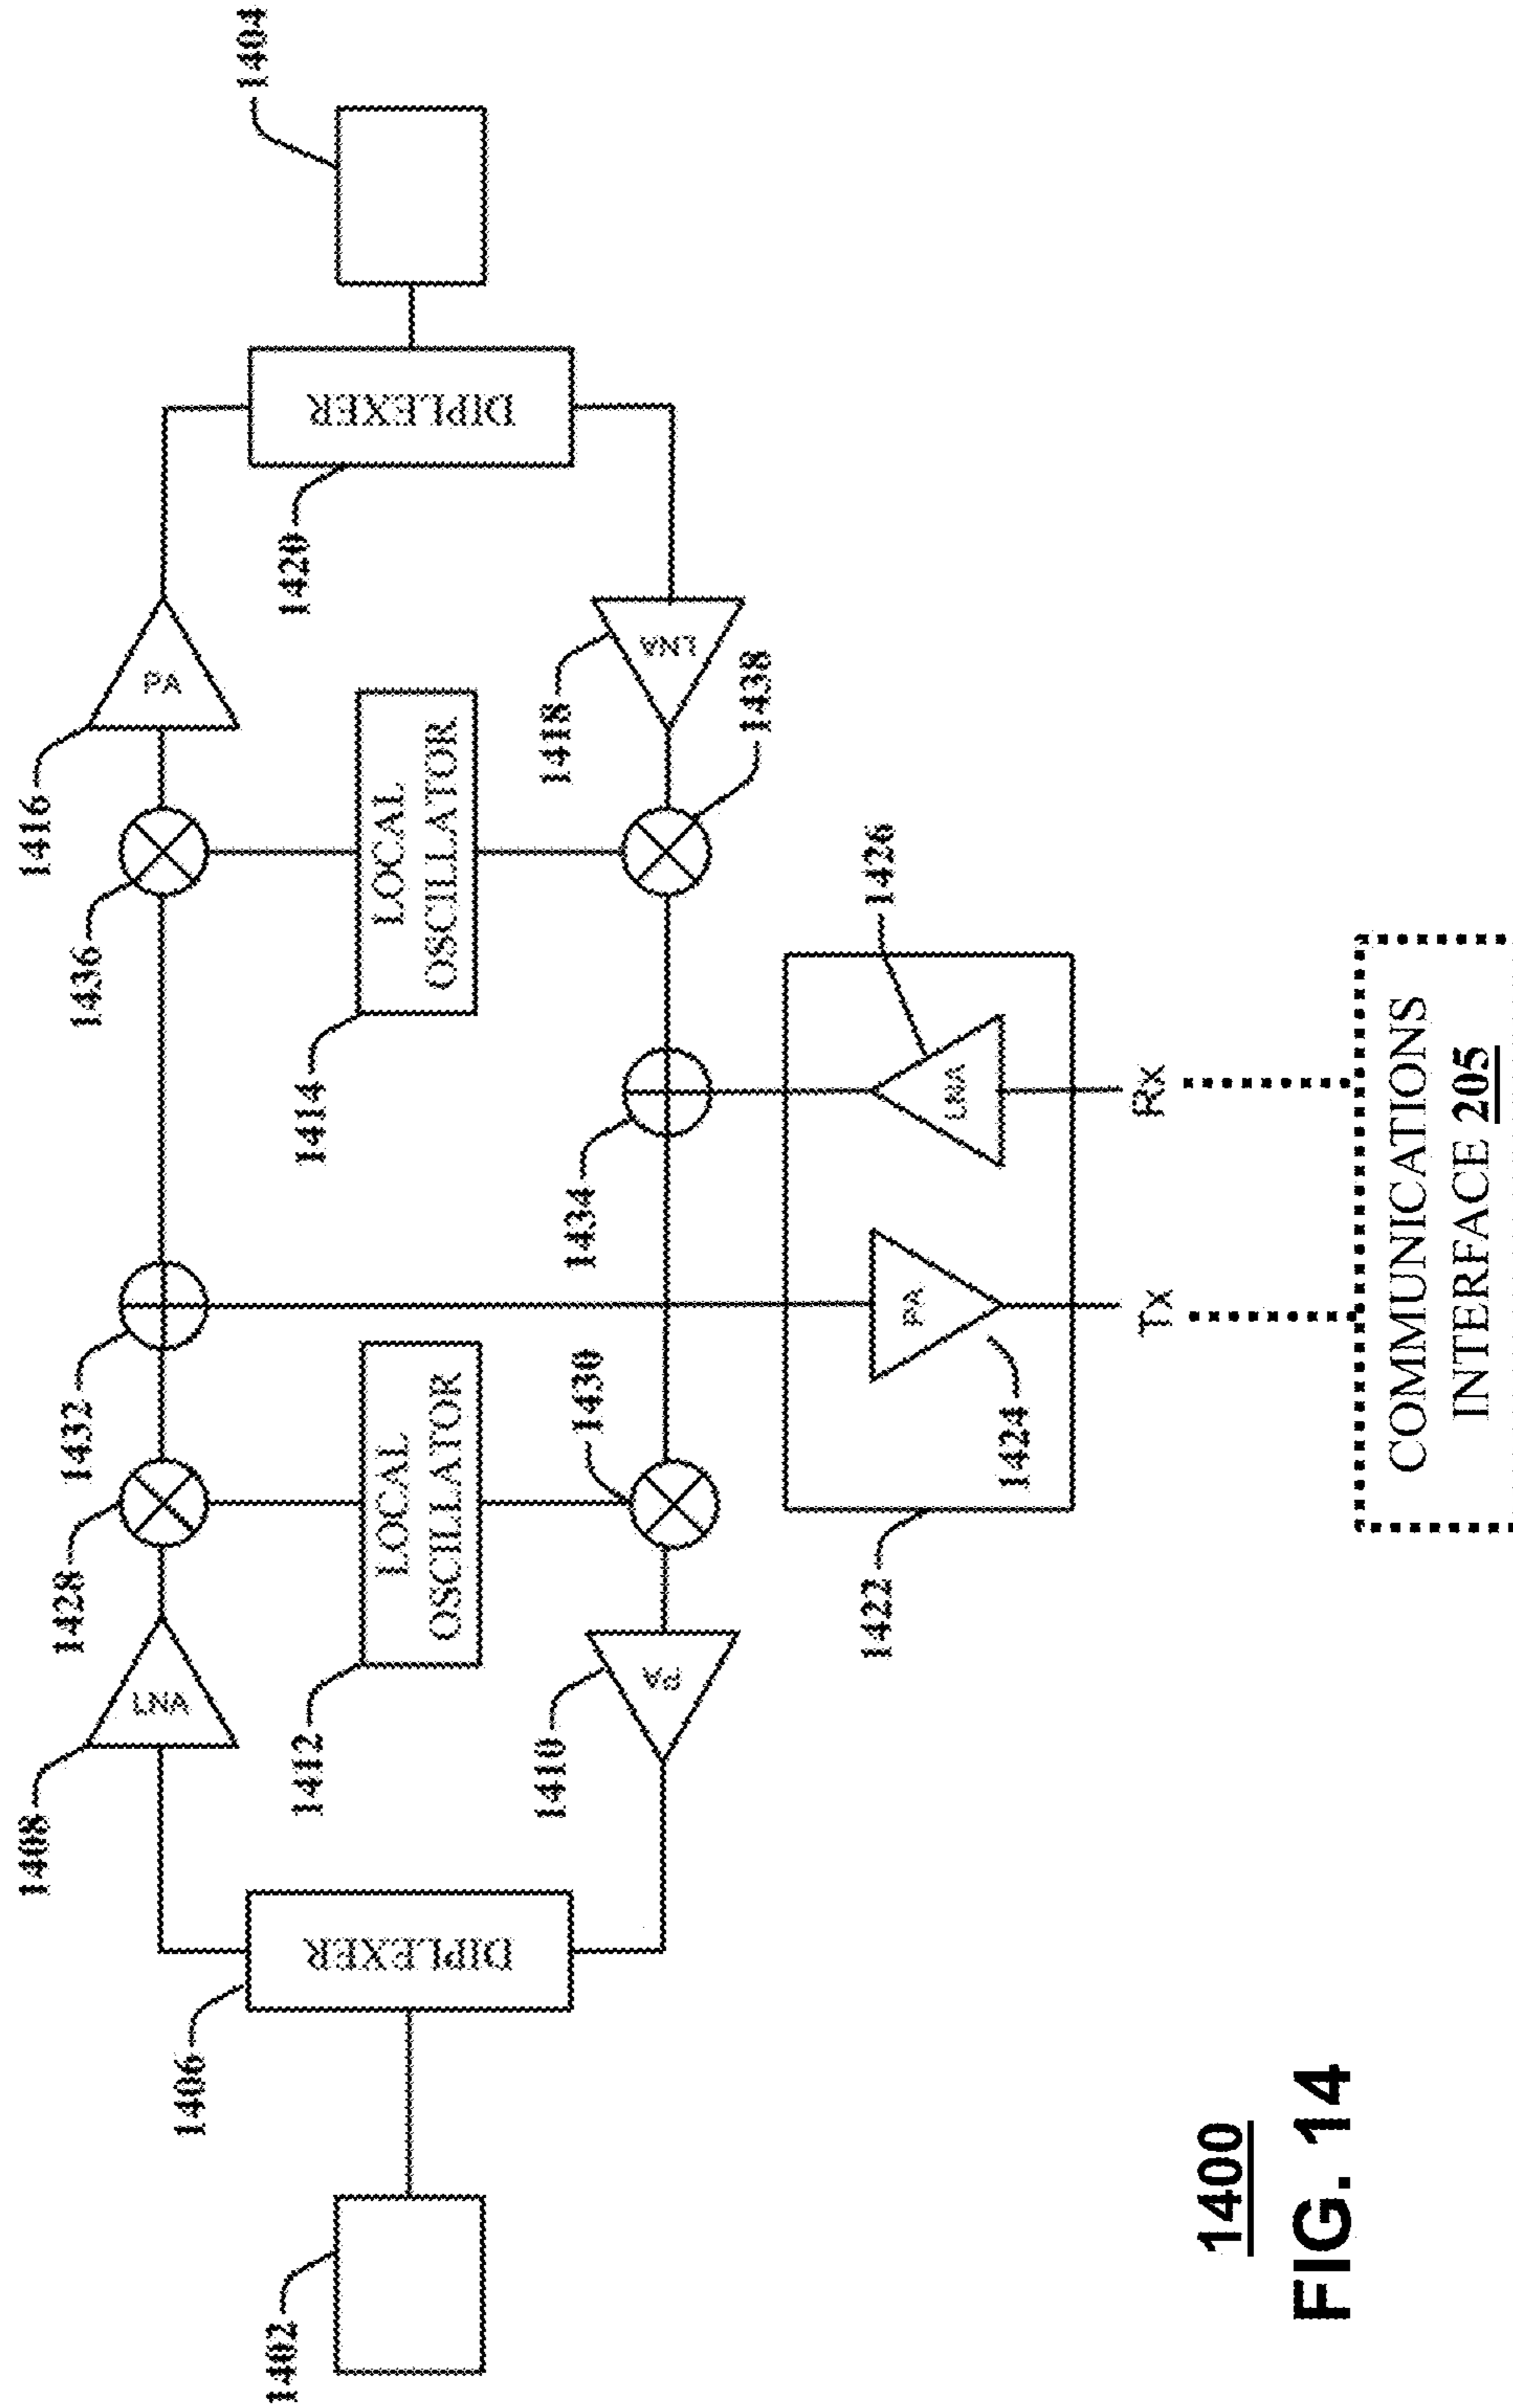 1404
1416
PA
1420
DIPLEXER
1436
1414
LOCAL
OSCILLATOR
1418
LNA
1438
1432
1434
1426
LNA
1428
1412
LOCAL
OSCILLATOR
1430
PA
1424
1422
1408
LNA
1410
PA
RX
TX
COMMUNICATIONS
INTERFACE 205
1406
DIPLEXER
1402
1400
FIG. 14